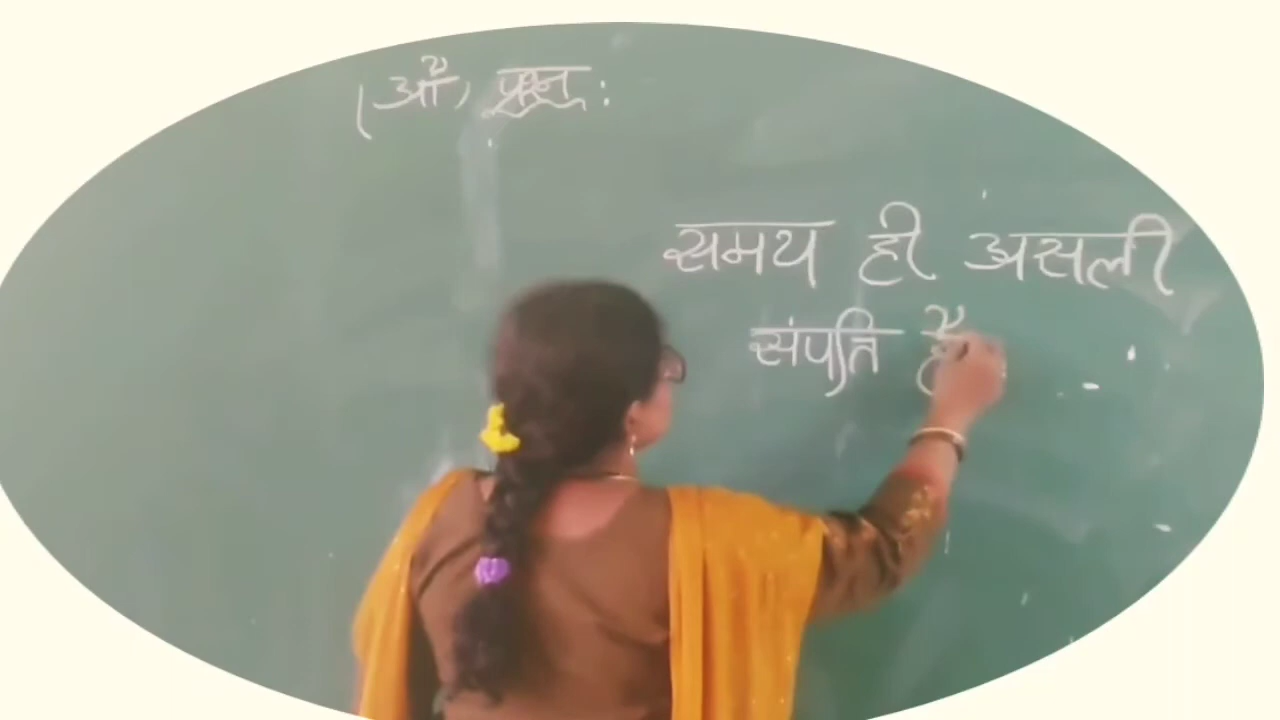 (औ) प्रश्न :
समय ही असली
संपति है